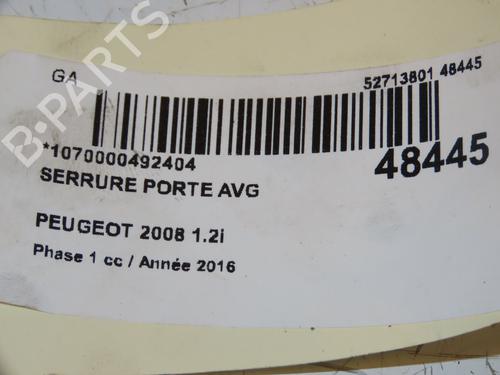 GA
52713801 48445
B-PARTS
*1070000492404
48445
SERRURE PORTE AVG
PEUGEOT 2008 1.2i
Phase 1 cc / Année 2016